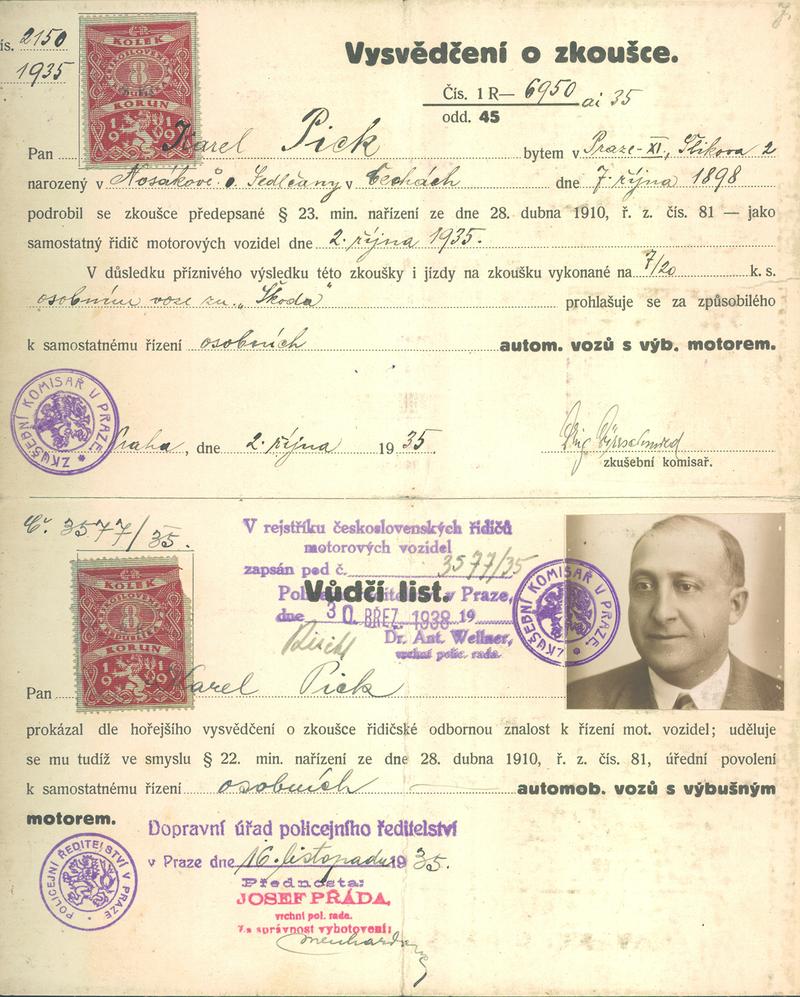 čís. 2150
1935
KOLEK
8
KORUN
1919
Vysvědčení o zkoušce.
Čís. 1 R— 6950 ai 35
odd. 45
Pan Karel Pick bytem v Praze-XI., Šlikova 2
narozený v Nosákově o. Sedlčany v Čechách dne 7. října 1898
podrobil se zkoušce předepsané § 23. min. nařízení ze dne 28. dubna 1910, ř. z. čís. 81 — jako
samostatný řidič motorových vozidel dne 2. října 1935.
V důsledku příznivého výsledku této zkoušky i jízdy na zkoušku vykonané na 7/20 k. s.
osobním voze zn. „Škoda" prohlašuje se za způsobilého
k samostatnému řízení osobních autom. vozů s výb. motorem.
ZKUŠEBNÍ KOMISAŘ V PRAZE
Praha, dne 2. října 1935.
zkušební komisař.
Č. 3577/35.
V rejstříku československých řidičů
motorových vozidel
zapsán pod č. 3577/35
Vůdčí list.
v Praze,
dne 30. BŘEZ. 1938 19
Dr. Ant. Wellner,
vrchní polic. rada.
ZKUŠEBNÍ KOMISAŘ V PRAZE
KOLEK
8
KORUN
1919
Pan Karel Pick
prokázal dle hořejšího vysvědčení o zkoušce řidičské odbornou znalost k řízení mot. vozidel; uděluje
se mu tudíž ve smyslu § 22. min. nařízení ze dne 28. dubna 1910, ř. z. čís. 81, úřední povolení
k samostatnému řízení osobních automob. vozů s výbušným
motorem.
Dopravní úřad policejního ředitelství
v Praze dne 16. listopadu 1935.
POLICEJNÍ ŘEDITELSTVÍ V PRAZE
Přednosta:
JOSEF PŘÁDA,
vrchní pol. rada.
Za správnost vyhotovení: